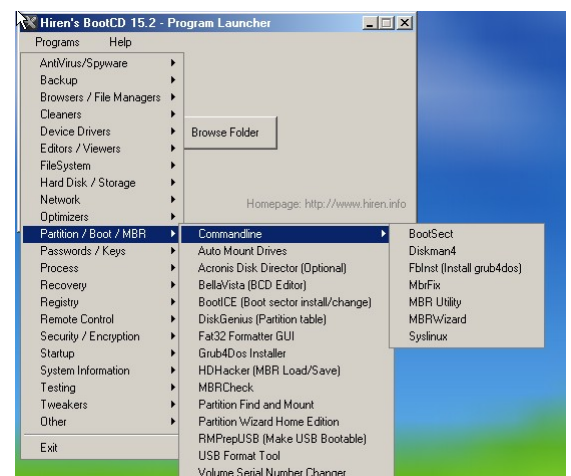 Hiren's BootCD 15.2 - Program Launcher
Programs Help
AntiVirus/Spyware
Backup
Browsers / File Managers
Cleaners
Device Drivers
Editors / Viewers
FileSystem
Hard Disk / Storage
Network
Optimizers
Partition / Boot / MBR
Passwords / Keys
Process
Recovery
Registry
Remote Control
Security / Encryption
Startup
System Information
Testing
Tweakers
Other
Exit
Browse Folder
Homepage: http://www.hiren.info
Commandline
Auto Mount Drives
Acronis Disk Director (Optional)
BellaVista (BCD Editor)
BootICE (Boot sector install/change)
DiskGenius (Partition table)
Fat32 Formatter GUI
Grub4Dos Installer
HDHacker (MBR Load/Save)
MBRCheck
Partition Find and Mount
Partition Wizard Home Edition
RMPrepUSB (Make USB Bootable)
USB Format Tool
Volume Serial Number Changer
BootSect
Diskman4
FbInst (Install grub4dos)
MbrFix
MBR Utility
MBRWizard
Syslinux